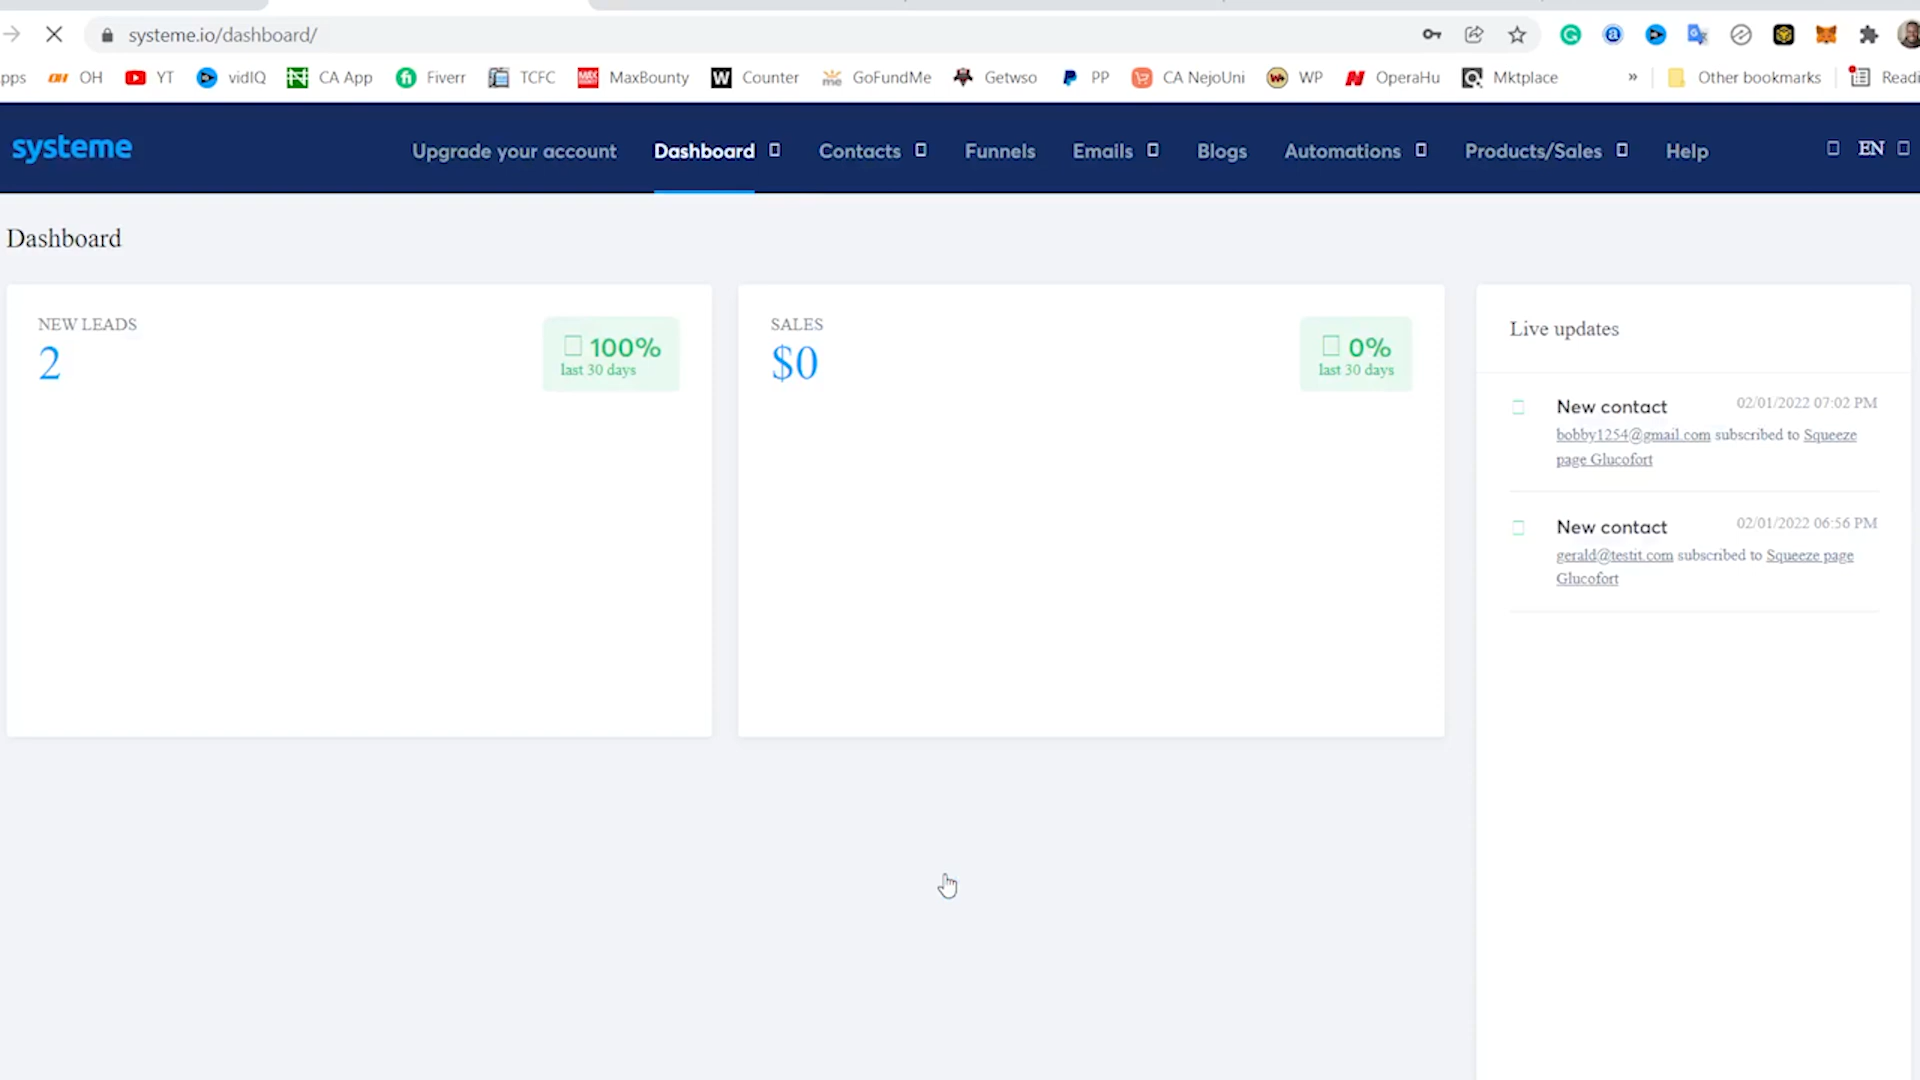 systeme.io/dashboard/
pps OH YT vidIQ CA App Fiverr TCFC MaxBounty Counter GoFundMe Getwso PP CA NejoUni WP OperaHu Mktplace » Other bookmarks Readi
systeme Upgrade your account Dashboard Contacts Funnels Emails Blogs Automations Products/Sales Help EN
Dashboard
NEW LEADS
2
100%
last 30 days
SALES
$0
0%
last 30 days
Live updates
New contact 02/01/2022 07:02 PM
bobby1254@gmail.com subscribed to Squeeze
page Glucofort
New contact 02/01/2022 06:56 PM
gerald@testit.com subscribed to Squeeze page
Glucofort